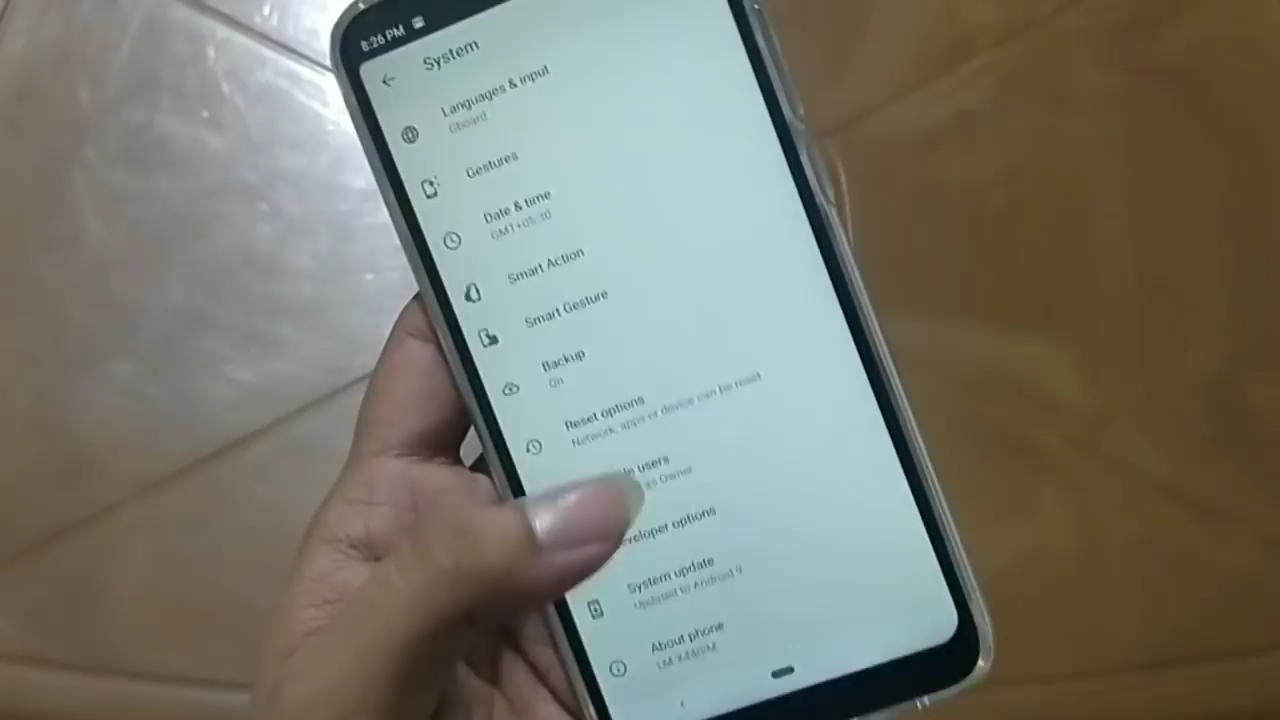 8:26 PM
System
Languages & input
Gboard
Gestures
Date & time
GMT+05:30
Smart Action
Smart Gesture
Backup
On
Reset options
Network, apps or device can be reset
users
as Owner
veloper options
System update
Updated to Android 9
About phone